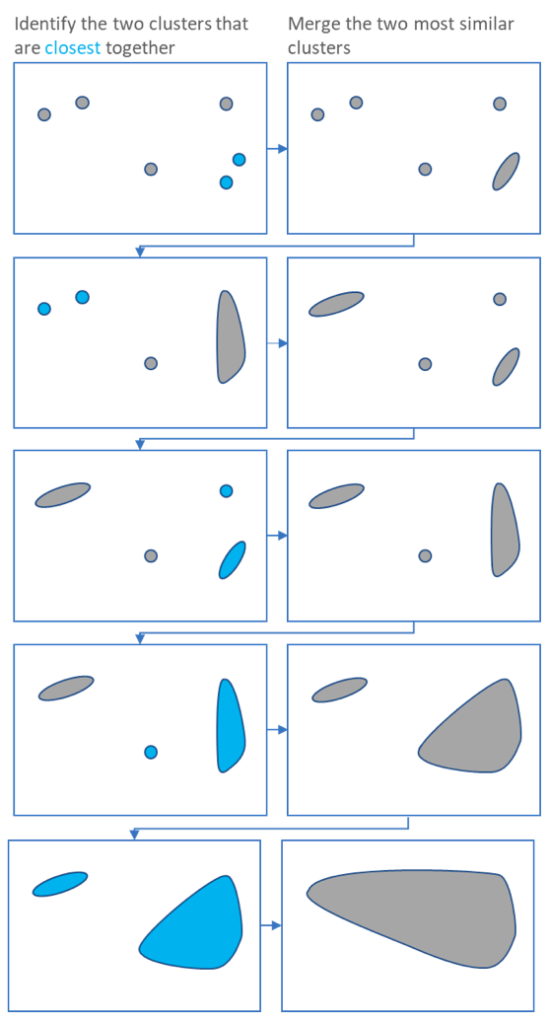 Identify the two clusters that
are closest together
Merge the two most similar
clusters